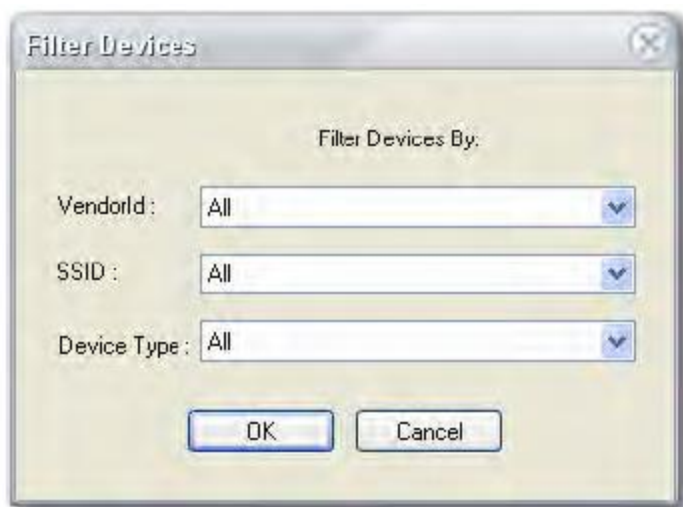 Filter Devices
Filter Devices By:
VendorId : All
SSID : All
Device Type : All
OK Cancel